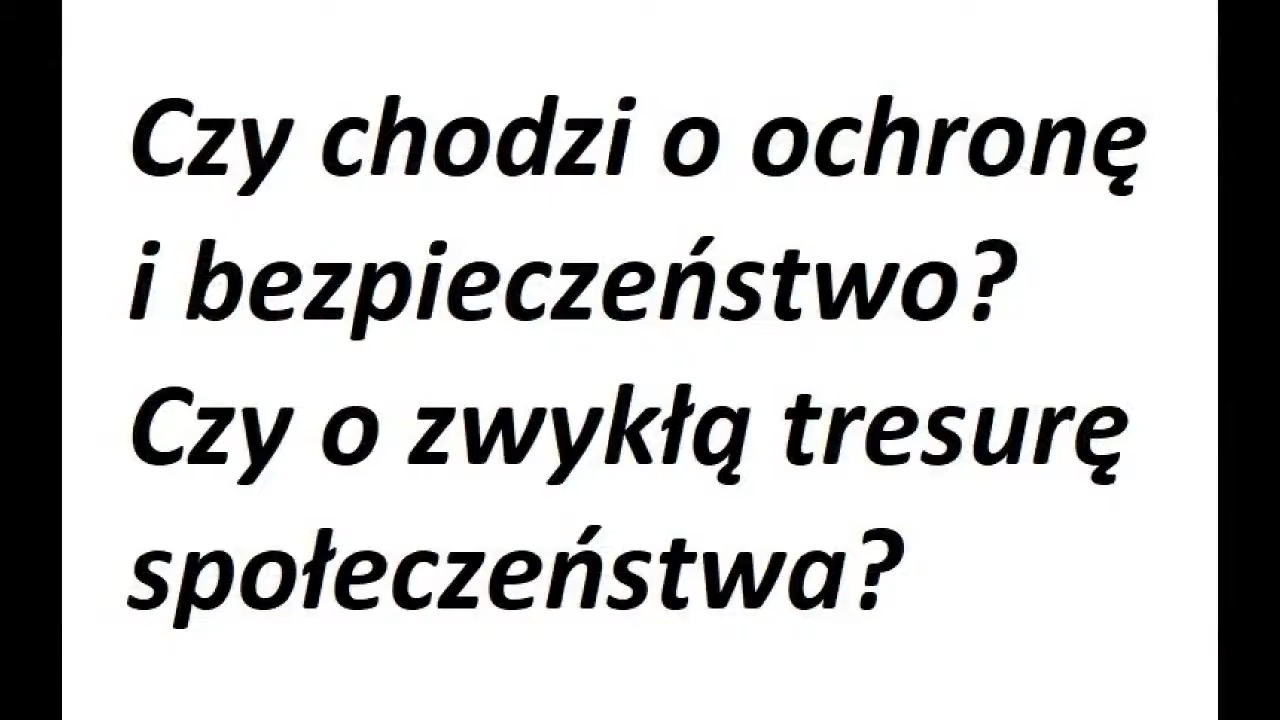 Czy chodzi o ochronę
i bezpieczeństwo?
Czy o zwykłą tresurę
społeczeństwa?